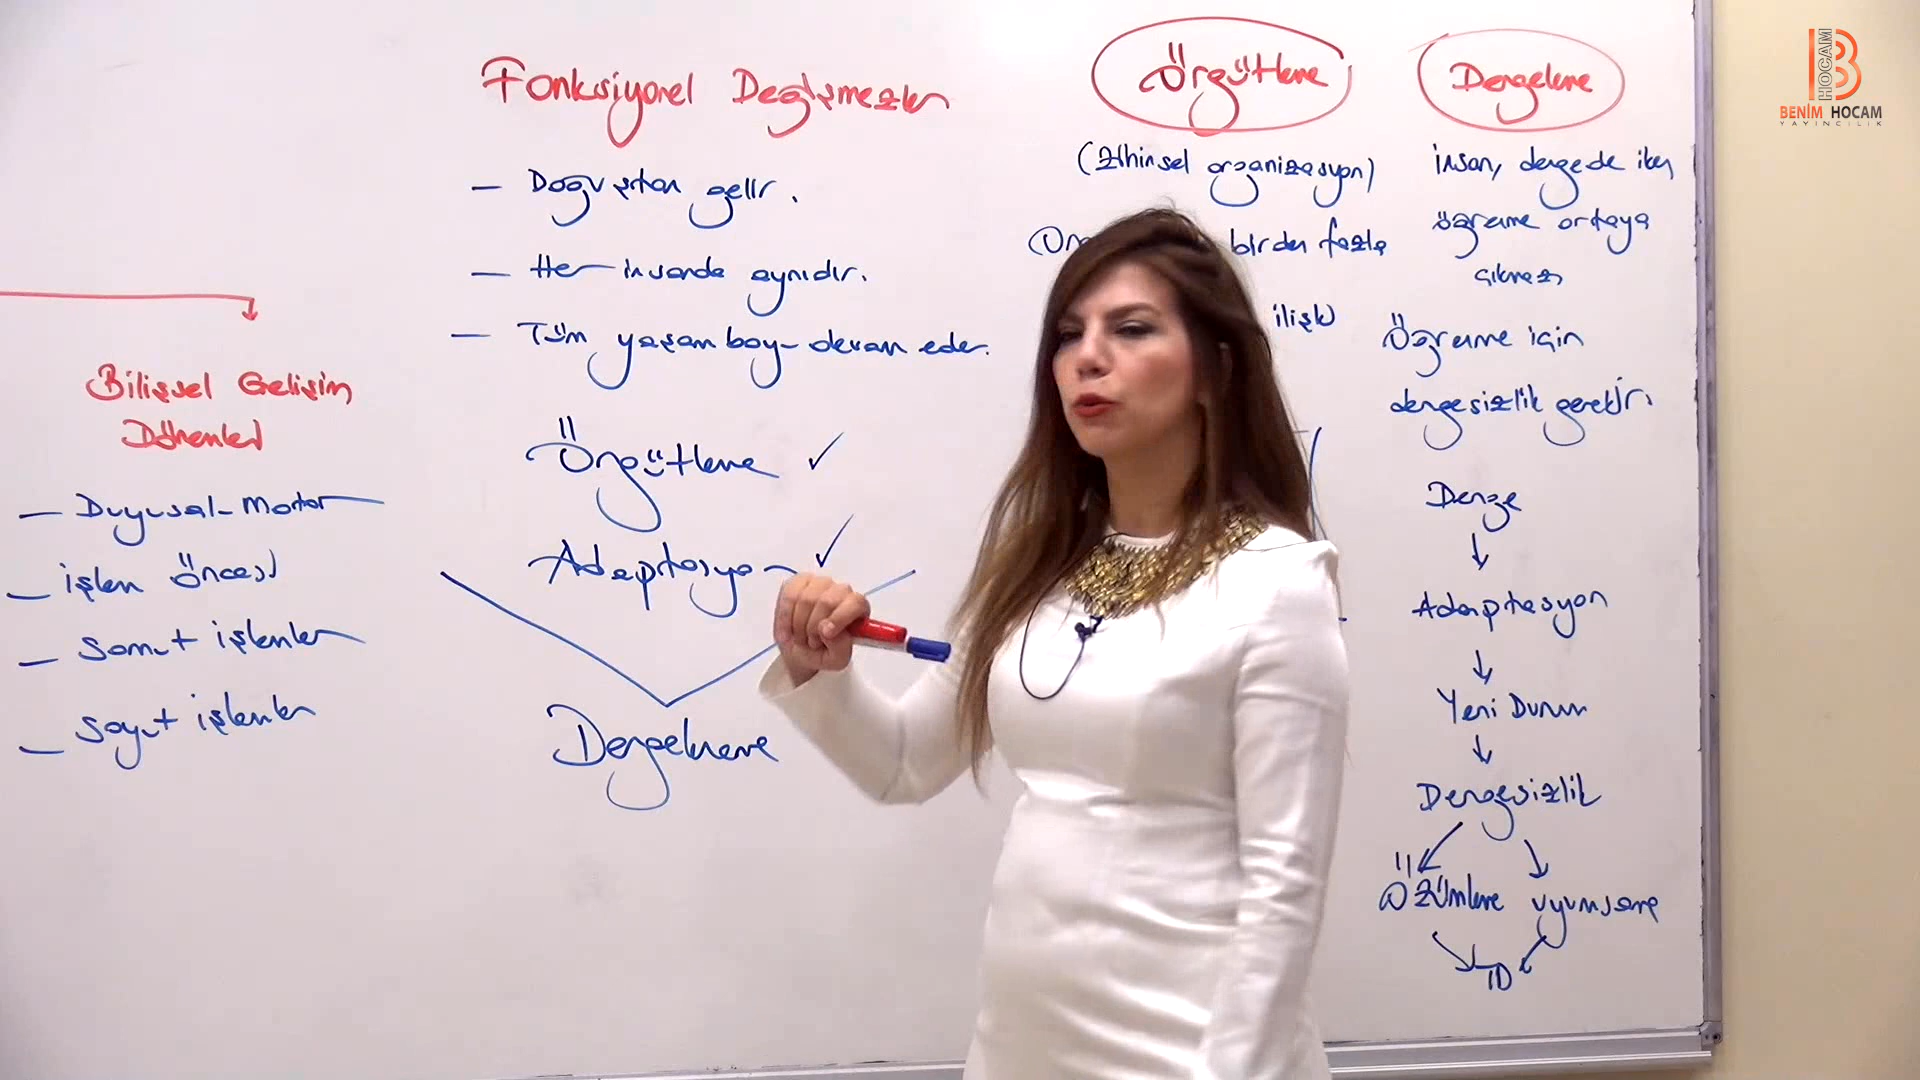 Bilişsel Gelişim
Dönemleri
— Duyusal-Motor
— İşlem Öncesi
— Somut işlemler
— Soyut işlemler
Fonksiyonel Değişmezler
— Doğuştan gelir.
— Her insanda aynıdır.
— Tüm yaşam boyu devam eder.
Örgütleme ✓
Adaptasyon ✓
Dengeleme
Örgütleme
(Zihinsel organizasyon)
birden fazla
ilişki
Dengeleme
İnsan, dengede iken
öğrenme ortaya
çıkmaz,
Öğrenme için
dengesizlik gerekir.
Denge
↓
Adaptasyon
↓
Yeni Durum
↓
Dengesizlik
Özümleme uyumsama
BENİM HOCAM
YAYINCILIK